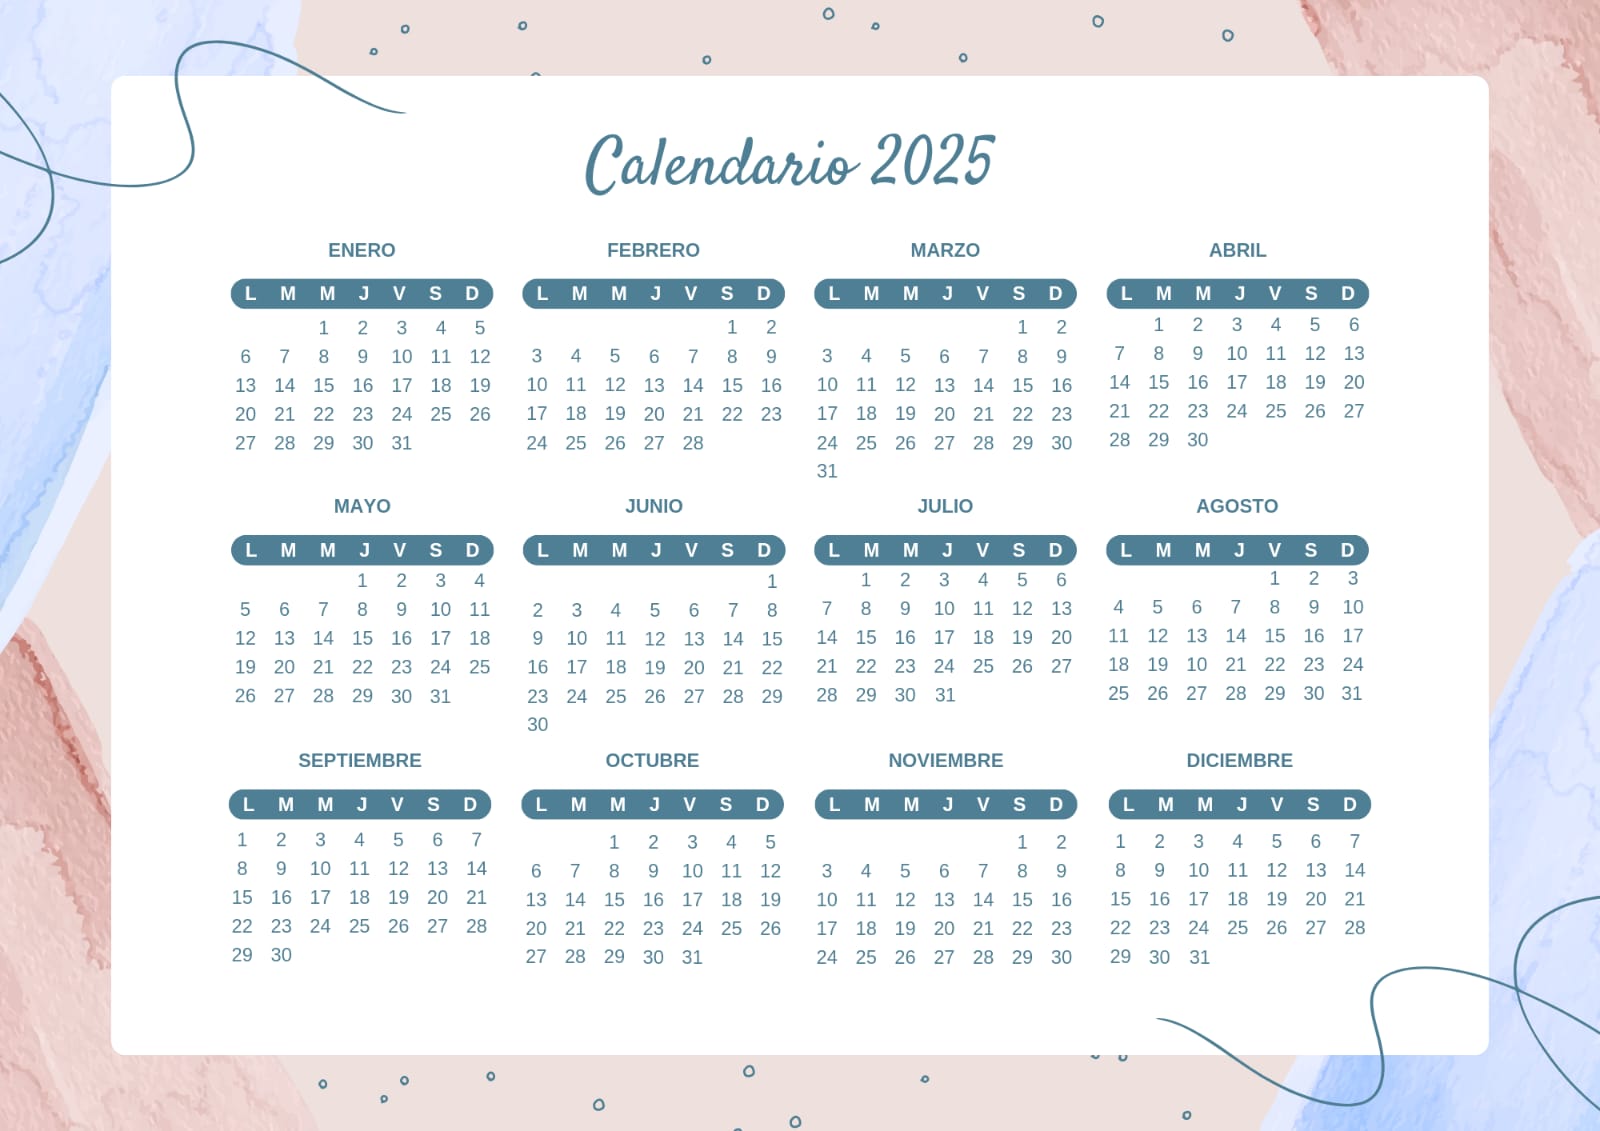 Calendario 2025
ENERO
L M M J V S D
1 2 3 4 5
6 7 8 9 10 11 12
13 14 15 16 17 18 19
20 21 22 23 24 25 26
27 28 29 30 31
FEBRERO
L M M J V S D
1 2
3 4 5 6 7 8 9
10 11 12 13 14 15 16
17 18 19 20 21 22 23
24 25 26 27 28
MARZO
L M M J V S D
1 2
3 4 5 6 7 8 9
10 11 12 13 14 15 16
17 18 19 20 21 22 23
24 25 26 27 28 29 30
31
ABRIL
L M M J V S D
1 2 3 4 5 6
7 8 9 10 11 12 13
14 15 16 17 18 19 20
21 22 23 24 25 26 27
28 29 30
MAYO
L M M J V S D
1 2 3 4
5 6 7 8 9 10 11
12 13 14 15 16 17 18
19 20 21 22 23 24 25
26 27 28 29 30 31
JUNIO
L M M J V S D
1
2 3 4 5 6 7 8
9 10 11 12 13 14 15
16 17 18 19 20 21 22
23 24 25 26 27 28 29
30
JULIO
L M M J V S D
1 2 3 4 5 6
7 8 9 10 11 12 13
14 15 16 17 18 19 20
21 22 23 24 25 26 27
28 29 30 31
AGOSTO
L M M J V S D
1 2 3
4 5 6 7 8 9 10
11 12 13 14 15 16 17
18 19 10 21 22 23 24
25 26 27 28 29 30 31
SEPTIEMBRE
L M M J V S D
1 2 3 4 5 6 7
8 9 10 11 12 13 14
15 16 17 18 19 20 21
22 23 24 25 26 27 28
29 30
OCTUBRE
L M M J V S D
1 2 3 4 5
6 7 8 9 10 11 12
13 14 15 16 17 18 19
20 21 22 23 24 25 26
27 28 29 30 31
NOVIEMBRE
L M M J V S D
1 2
3 4 5 6 7 8 9
10 11 12 13 14 15 16
17 18 19 20 21 22 23
24 25 26 27 28 29 30
DICIEMBRE
L M M J V S D
1 2 3 4 5 6 7
8 9 10 11 12 13 14
15 16 17 18 19 20 21
22 23 24 25 26 27 28
29 30 31